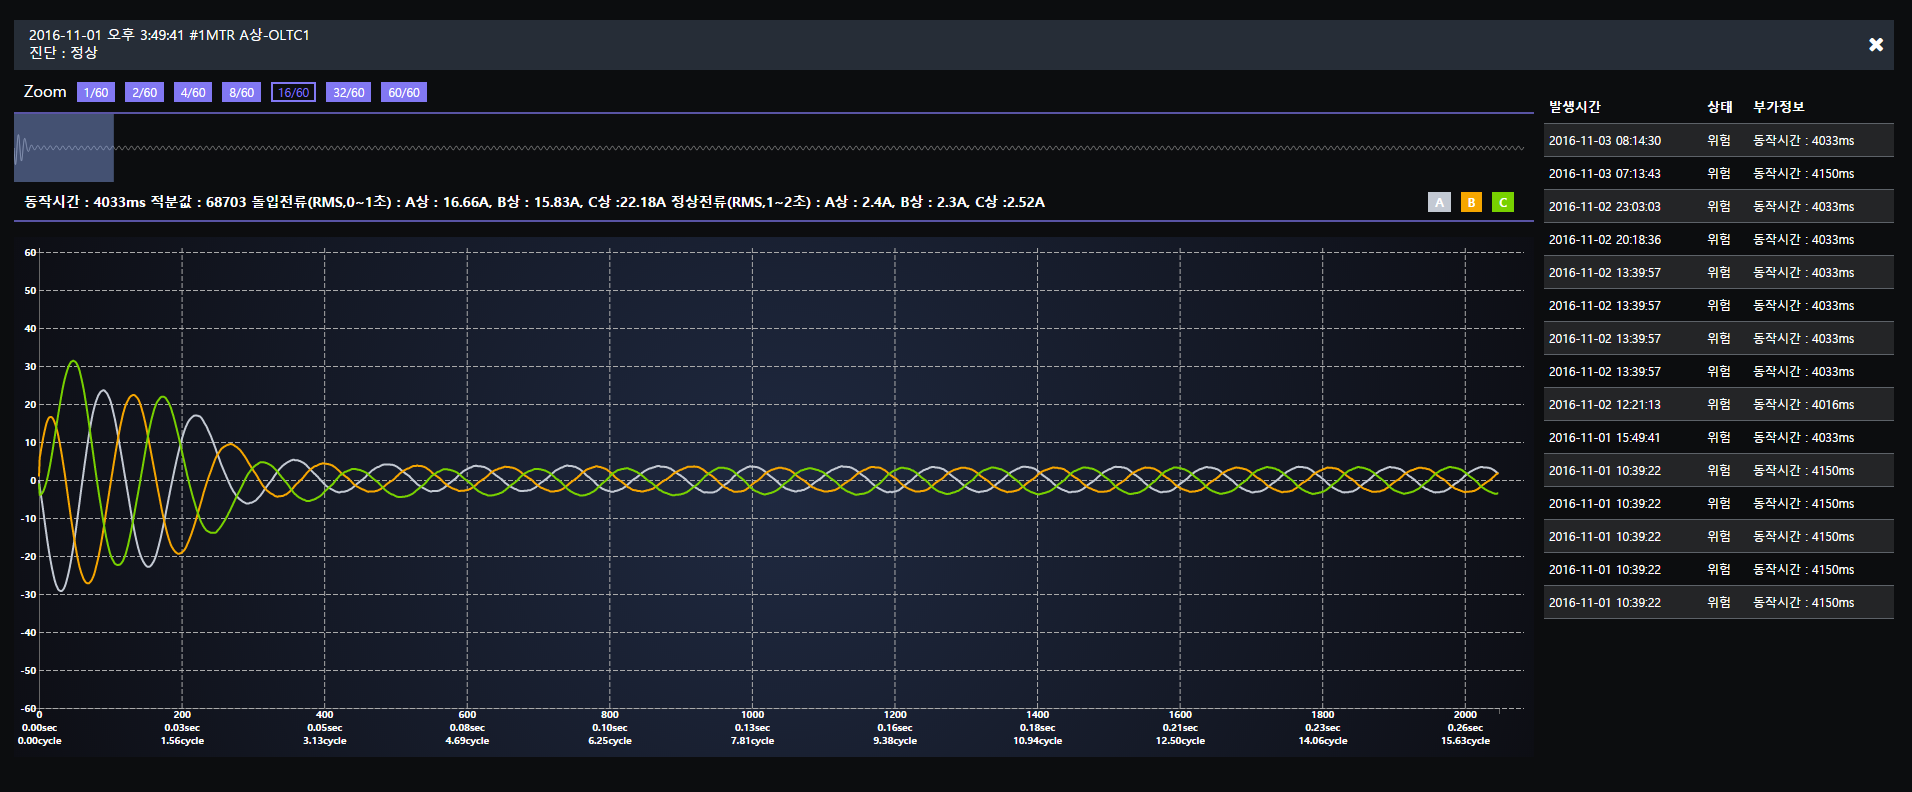 2016-11-01 오후 3:49:41 #1MTR A상-OLTC1
진단 : 정상
Zoom 1/60 2/60 4/60 8/60 16/60 32/60 60/60
동작시간 : 4033ms 적분값 : 68703 돌입전류(RMS,0~1초) : A상 : 16.66A, B상 : 15.83A, C상 :22.18A 정상전류(RMS,1~2초) : A상 : 2.4A, B상 : 2.3A, C상 :2.52A
A B C
60
50
40
30
20
10
0
-10
-20
-30
-40
-50
-60
0 200 400 600 800 1000 1200 1400 1600 1800 2000
0.00sec 0.03sec 0.05sec 0.08sec 0.10sec 0.13sec 0.16sec 0.18sec 0.21sec 0.23sec 0.26sec
0.00cycle 1.56cycle 3.13cycle 4.69cycle 6.25cycle 7.81cycle 9.38cycle 10.94cycle 12.50cycle 14.06cycle 15.63cycle
발생시간 상태 부가정보
2016-11-03 08:14:30 위험 동작시간 : 4033ms
2016-11-03 07:13:43 위험 동작시간 : 4150ms
2016-11-02 23:03:03 위험 동작시간 : 4033ms
2016-11-02 20:18:36 위험 동작시간 : 4033ms
2016-11-02 13:39:57 위험 동작시간 : 4033ms
2016-11-02 13:39:57 위험 동작시간 : 4033ms
2016-11-02 13:39:57 위험 동작시간 : 4033ms
2016-11-02 13:39:57 위험 동작시간 : 4033ms
2016-11-02 12:21:13 위험 동작시간 : 4016ms
2016-11-01 15:49:41 위험 동작시간 : 4033ms
2016-11-01 10:39:22 위험 동작시간 : 4150ms
2016-11-01 10:39:22 위험 동작시간 : 4150ms
2016-11-01 10:39:22 위험 동작시간 : 4150ms
2016-11-01 10:39:22 위험 동작시간 : 4150ms
2016-11-01 10:39:22 위험 동작시간 : 4150ms